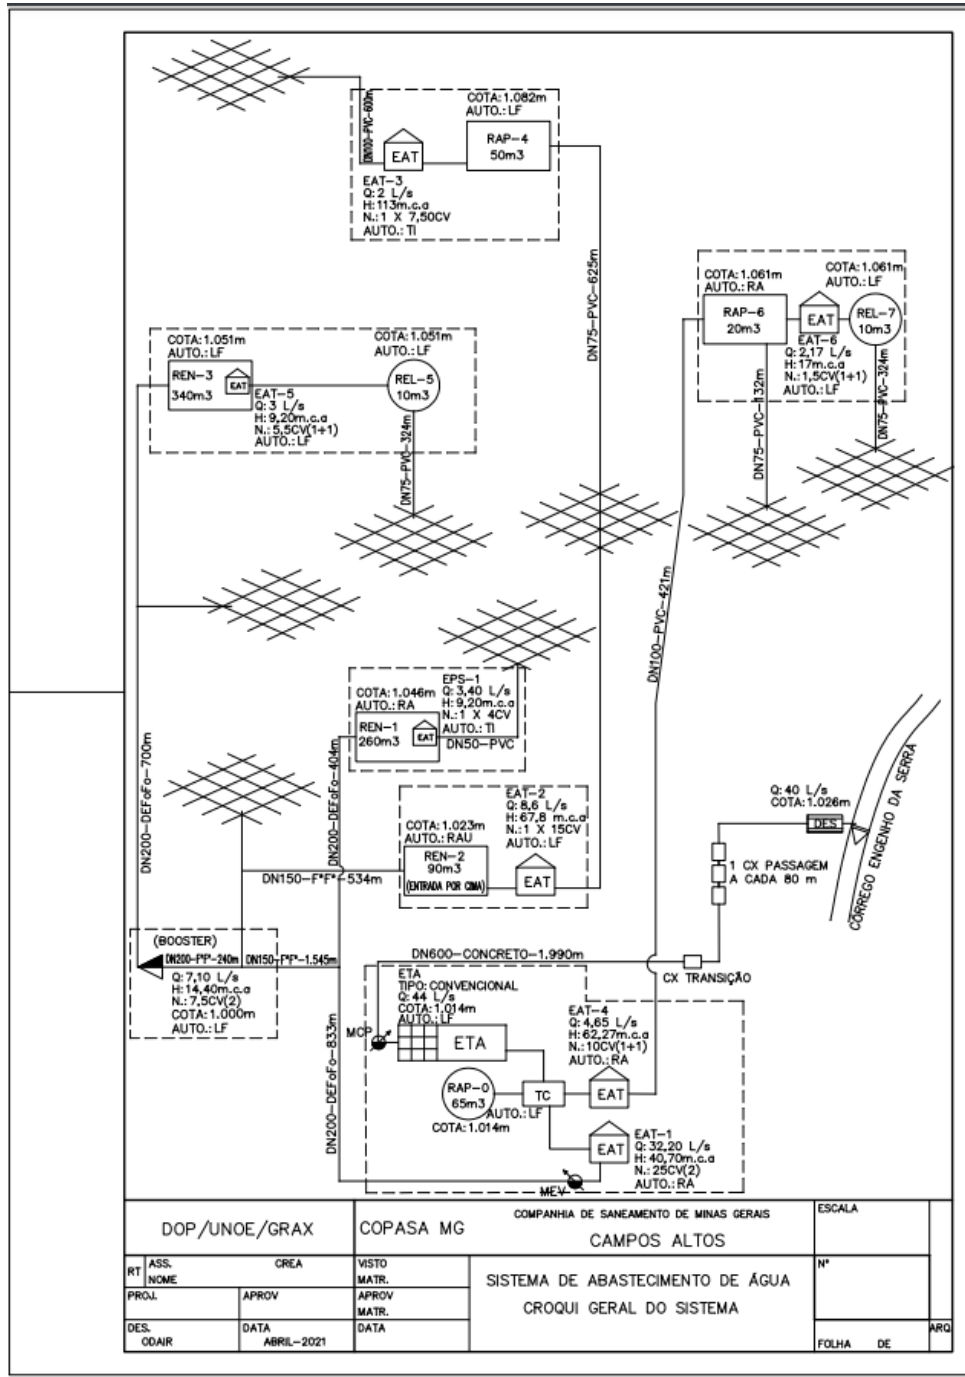 COTA: 1.082m
AUTO.: LF
RAP-4
50m3
DN100-PVC-600m
EAT
EAT-3
Q: 2 L/s
H: 113m.c.a
N.: 1 X 7,50CV
AUTO.: TI
DN75-PVC-625m
COTA: 1.061m
AUTO.: RA
COTA: 1.061m
AUTO.: LF
RAP-6
20m3
EAT
REL-7
10m3
EAT-6
Q: 2,17 L/s
H: 17m.c.a
N.: 1,5CV(1+1)
AUTO.: LF
DN75-PVC-132m
DN75-PVC-324m
COTA: 1.051m
AUTO.: LF
COTA: 1.051m
AUTO.: LF
REN-3
340m3
EAT
EAT-5
Q: 3 L/s
H: 9,20m.c.a
N.: 5,5CV(1+1)
AUTO.: LF
REL-5
10m3
DN75-PVC-324m
DN100-PVC-421m
COTA: 1.046m
AUTO.: RA
REN-1
260m3
EAT
EPS-1
Q: 3,40 L/s
H: 9,20m.c.a
N.: 1 X 4CV
AUTO.: TI
DN50-PVC
DN200-DEFoFo-700m
DN200-DEFoFo-404m
EAT-2
Q: 8,6 L/s
H: 67,8 m.c.a
N.: 1 X 15CV
AUTO.: LF
COTA: 1.023m
AUTO.: RAU
REN-2
90m3
(ENTRADA POR CIMA)
EAT
DN150-F°F°-534m
Q: 40 L/s
COTA: 1.026m
DES
CÓRREGO ENGENHO DA SERRA
1 CX PASSAGEM
A CADA 80 m
CX TRANSIÇÃO
(BOOSTER)
DN200-F°F°-240m
DN150-F°F°-1.545m
Q: 7,10 L/s
H: 14,40m.c.a
N.: 7,5CV(2)
COTA: 1.000m
AUTO.: LF
DN600-CONCRETO-1.990m
ETA
TIPO: CONVENCIONAL
Q: 44 L/s
COTA: 1.014m
AUTO.: LF
MCP
ETA
EAT-4
Q: 4,65 L/s
H: 62,27m.c.a
N.: 10CV(1+1)
AUTO.: RA
RAP-0
65m3
TC
EAT
AUTO.: LF
COTA: 1.014m
DN200-DEFoFo-833m
EAT
EAT-1
Q: 32,20 L/s
H: 40,70m.c.a
N.: 25CV(2)
AUTO.: RA
MEV
DOP/UNOE/GRAX
COPASA MG
COMPANHIA DE SANEAMENTO DE MINAS GERAIS
CAMPOS ALTOS
ESCALA
RT
ASS.
CREA
NOME
VISTO
MATR.
SISTEMA DE ABASTECIMENTO DE ÁGUA
CROQUI GERAL DO SISTEMA
N°
PROJ.
APROV
APROV
MATR.
DES.
ODAIR
DATA
ABRIL-2021
DATA
FOLHA DE
ARQ